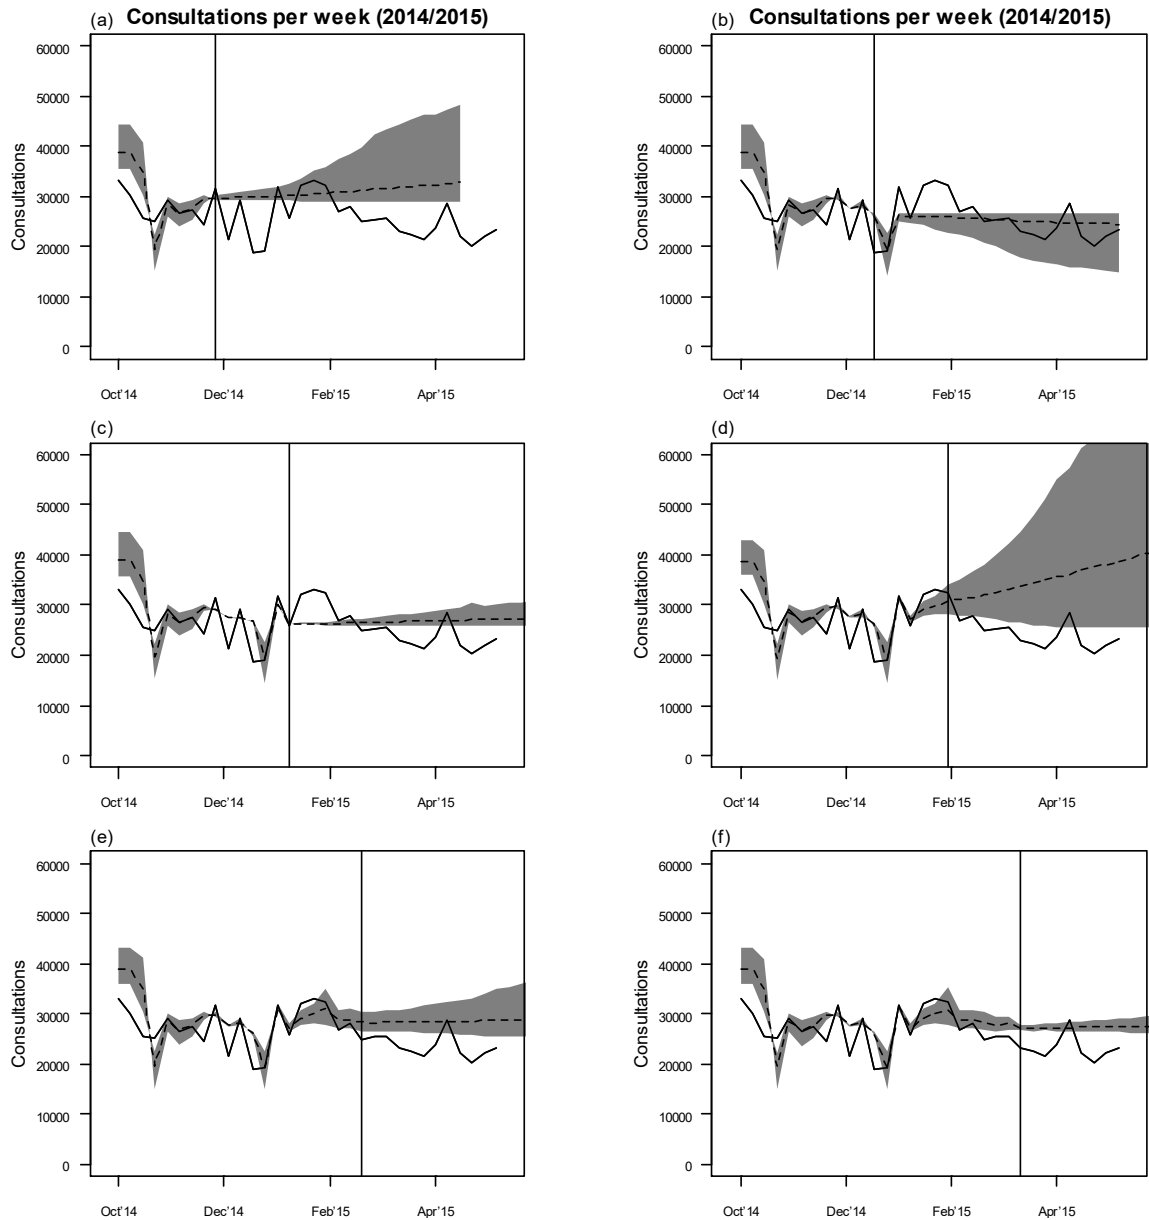 (a) Consultations per week (2014/2015)
60000
50000
40000
30000
20000
10000
0
Consultations
Oct'14 Dec'14 Feb'15 Apr'15
(b) Consultations per week (2014/2015)
60000
50000
40000
30000
20000
10000
0
Consultations
Oct'14 Dec'14 Feb'15 Apr'15
(c)
60000
50000
40000
30000
20000
10000
0
Consultations
Oct'14 Dec'14 Feb'15 Apr'15
(d)
60000
50000
40000
30000
20000
10000
0
Consultations
Oct'14 Dec'14 Feb'15 Apr'15
(e)
60000
50000
40000
30000
20000
10000
0
Consultations
Oct'14 Dec'14 Feb'15 Apr'15
(f)
60000
50000
40000
30000
20000
10000
0
Consultations
Oct'14 Dec'14 Feb'15 Apr'15